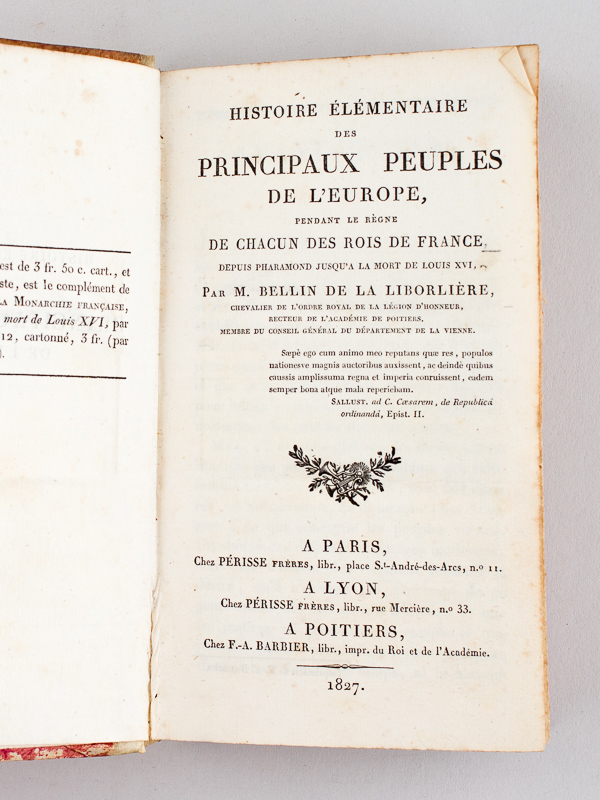 est de 3 fr. 50 c. cart., et
ste, est le complément de
LA MONARCHIE FRANÇAISE,
mort de Louis XVI, par
12, cartonné, 3 fr. (par
).
HISTOIRE ÉLÉMENTAIRE
DES
PRINCIPAUX PEUPLES
DE L'EUROPE,
PENDANT LE RÈGNE
DE CHACUN DES ROIS DE FRANCE,
DEPUIS PHARAMOND JUSQU'A LA MORT DE LOUIS XVI,
PAR M. BELLIN DE LA LIBORLIÈRE,
CHEVALIER DE L'ORDRE ROYAL DE LA LÉGION D'HONNEUR,
RECTEUR DE L'ACADÉMIE DE POITIERS,
MEMBRE DU CONSEIL GÉNÉRAL DU DÉPARTEMENT DE LA VIENNE.
Sæpè ego cum animo meo reputans quæ res, populos
nationesve magnis auctoribus auxissent, ac deindè quibus
caussis amplissuma regna et imperia conruissent, eadem
semper bona atque mala reperiebam.
SALLUST. ad C. Cæsarem, de Republicâ
ordinandâ, Epist. II.
A PARIS,
Chez PÉRISSE FRÈRES, libr., place St-André-des-Arcs, n.o 11.
A LYON,
Chez PÉRISSE FRÈRES, libr., rue Mercière, n.o 33.
A POITIERS,
Chez F.-A. BARBIER, libr., impr. du Roi et de l'Académie.
1827.